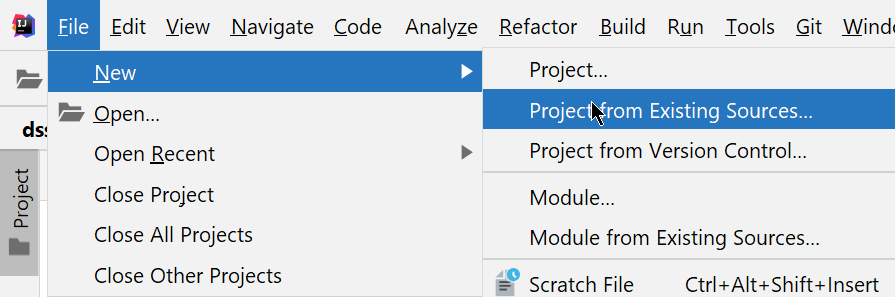 File Edit View Navigate Code Analyze Refactor Build Run Tools Git
New
Open...
Open Recent
Close Project
Close All Projects
Close Other Projects
Project...
Project from Existing Sources...
Project from Version Control...
Module...
Module from Existing Sources...
Scratch File Ctrl+Alt+Shift+Insert
Project